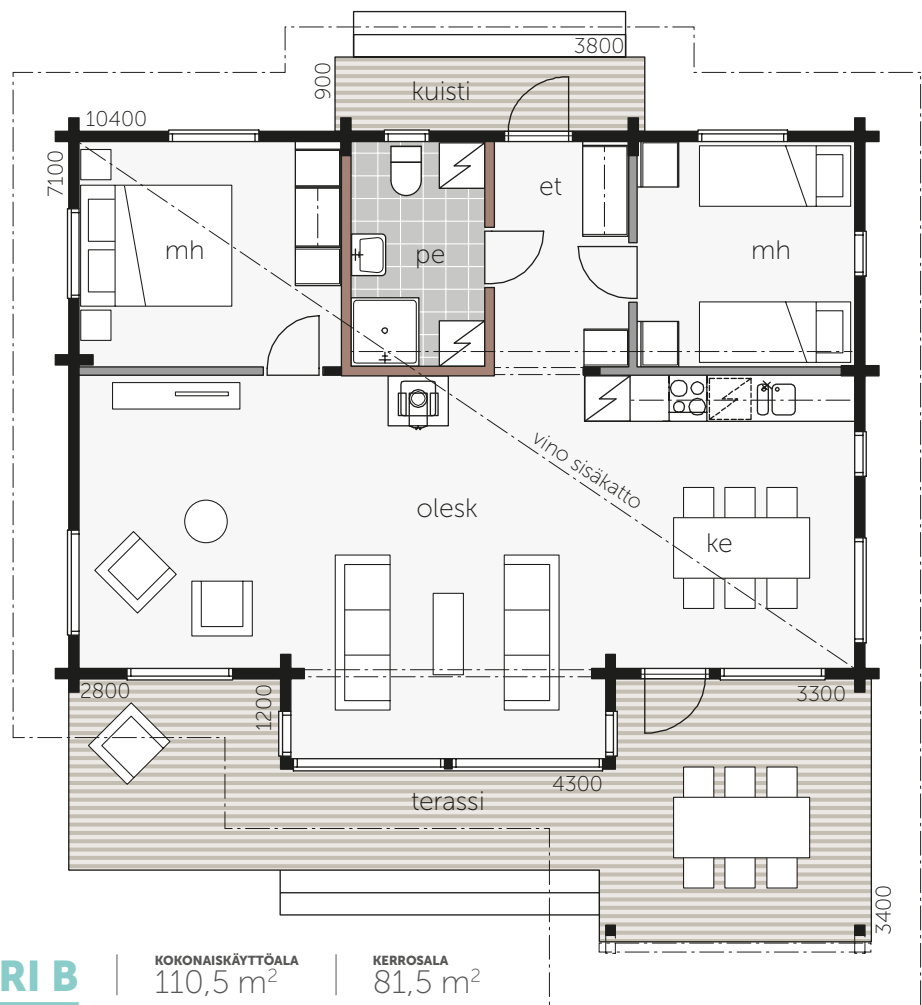 3800
900
kuisti
10400
7100
mh
pe
et
mh
vino sisäkatto
olesk
ke
2800
1200
3300
4300
terassi
3400
RI B
KOKONAISKÄYTTÖALA
110,5 m²
KERROSALA
81,5 m²